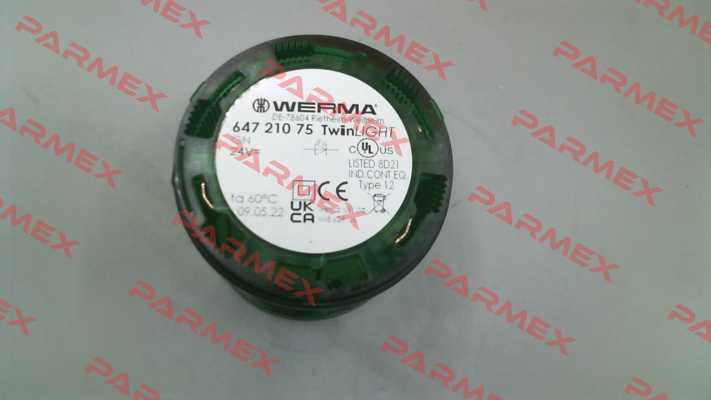 WERMA
DE-78604 Rietheim-Weilheim
647 210 75 TwinLIGHT
GN
24V=
C UL US
LISTED 8D21
IND.CONT.EQ.
Type 12
ta 60°C
09.05.22
UK
CA
CE
PARMEX
PARMEX
PARMEX
PARMEX
PARMEX
PARMEX
PARMEX
PARMEX
PARMEX
PARMEX
PARMEX